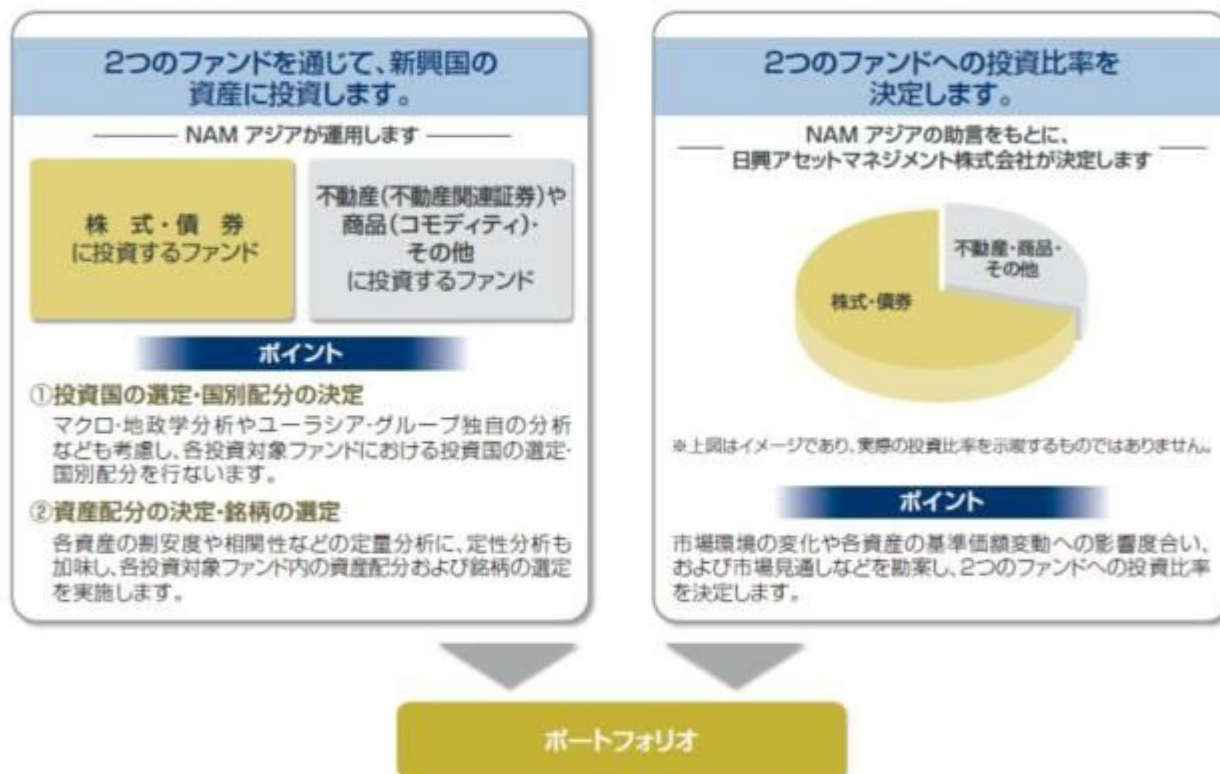 2つのファンドを通じて、新興国の
資産に投資します。
NAM アジアが運用します
株 式・債 券
に投資するファンド
不動産(不動産関連証券)や
商品(コモディティ)・
その他
に投資するファンド
ポイント
①投資国の選定・国別配分の決定
マクロ・地政学分析やユーラシア・グループ独自の分析
なども考慮し、各投資対象ファンドにおける投資国の選定・
国別配分を行ないます。
②資産配分の決定・銘柄の選定
各資産の割安度や相関性などの定量分析に、定性分析も
加味し、各投資対象ファンド内の資産配分および銘柄の選定
を実施します。
2つのファンドへの投資比率を
決定します。
NAM アジアの助言をもとに、
日興アセットマネジメント株式会社が決定します
不動産・商品・
その他
株式・債券
※上図はイメージであり、実際の投資比率を示唆するものではありません。
ポイント
市場環境の変化や各資産の基準価額変動への影響度合い、
および市場見通しなどを勘案し、2つのファンドへの投資比率
を決定します。
ポートフォリオ